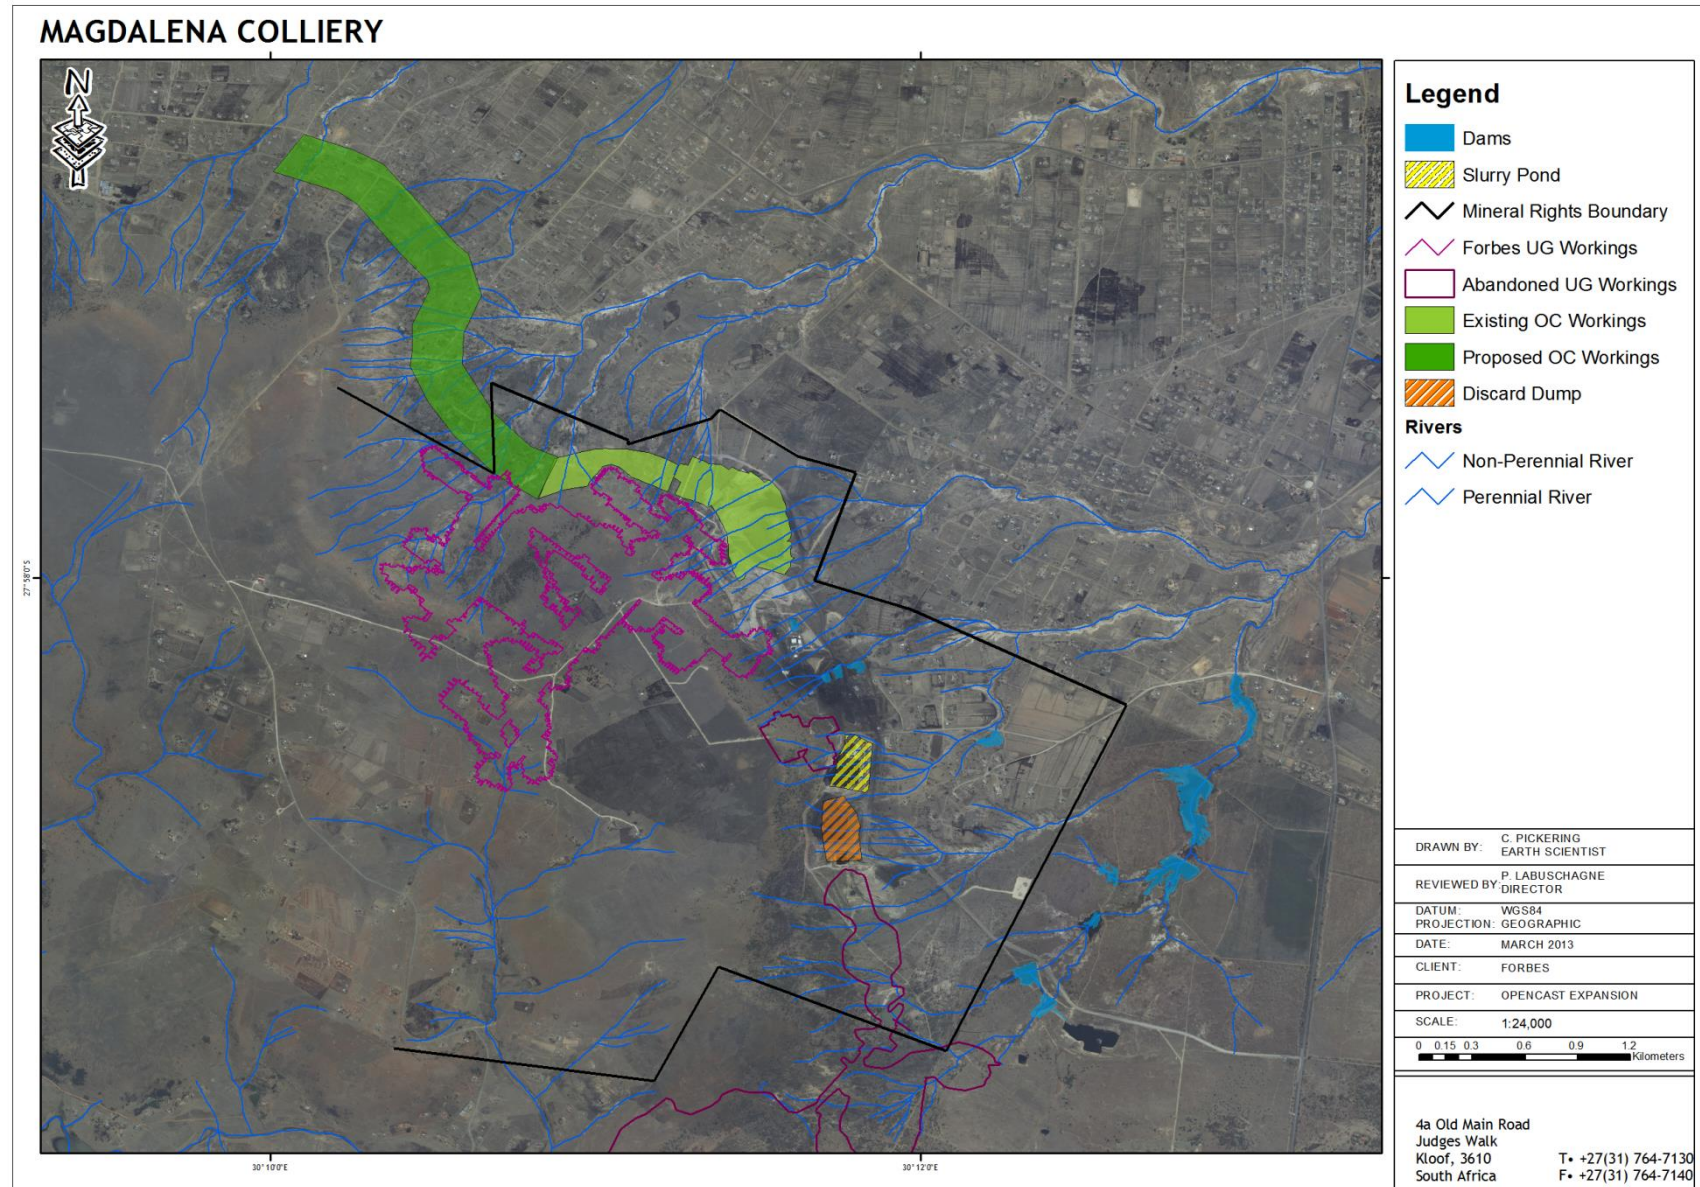 MAGDALENA COLLIERY
N
27°58'0"S
30°10'0"E
30°12'0"E
Legend
Dams
Slurry Pond
Mineral Rights Boundary
Forbes UG Workings
Abandoned UG Workings
Existing OC Workings
Proposed OC Workings
Discard Dump
Rivers
Non-Perennial River
Perennial River
DRAWN BY: C. PICKERING
EARTH SCIENTIST
REVIEWED BY: P. LABUSCHAGNE
DIRECTOR
DATUM: WGS84
PROJECTION: GEOGRAPHIC
DATE: MARCH 2013
CLIENT: FORBES
PROJECT: OPENCAST EXPANSION
SCALE: 1:24,000
0 0.15 0.3 0.6 0.9 1.2
Kilometers
4a Old Main Road
Judges Walk
Kloof, 3610 T• +27(31) 764-7130
South Africa F• +27(31) 764-7140